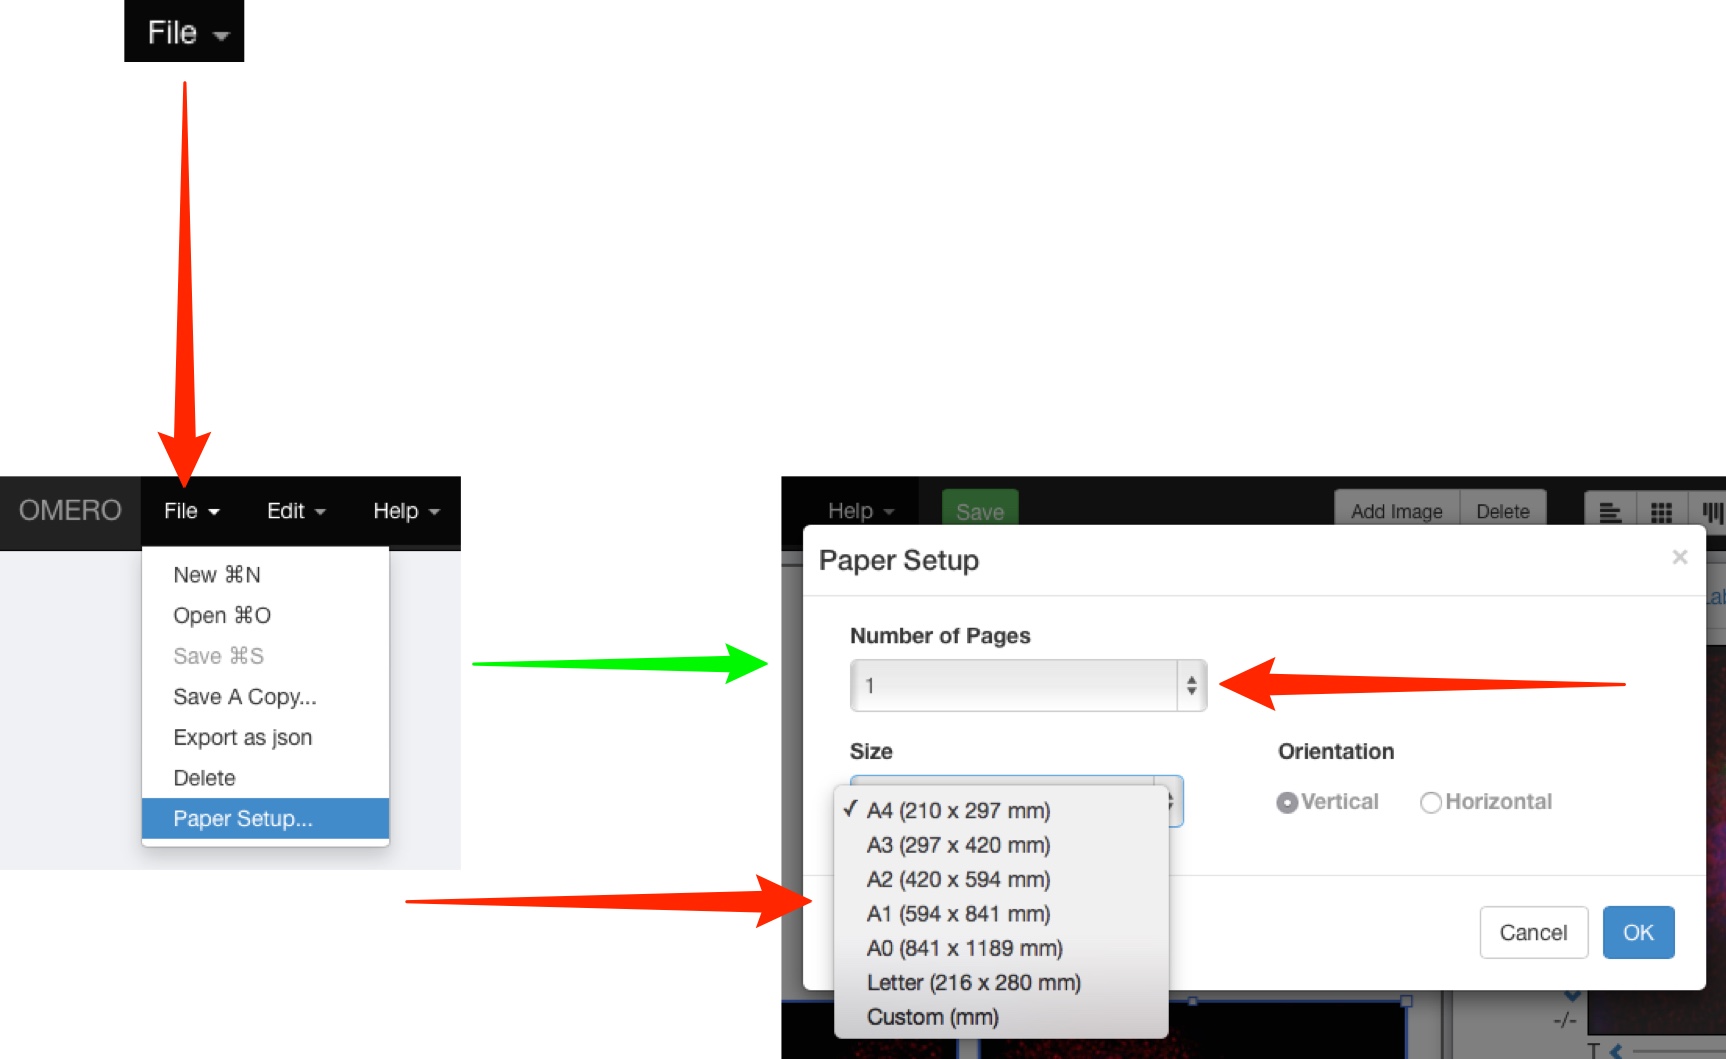 File
OMERO File Edit Help
New ⌘N
Open ⌘O
Save ⌘S
Save A Copy...
Export as json
Delete
Paper Setup...
Help Save Add Image Delete
Paper Setup ×
Number of Pages
1
Size Orientation
Vertical Horizontal
✓ A4 (210 x 297 mm)
A3 (297 x 420 mm)
A2 (420 x 594 mm)
A1 (594 x 841 mm)
A0 (841 x 1189 mm)
Letter (216 x 280 mm)
Custom (mm)
Cancel OK
-/-
T